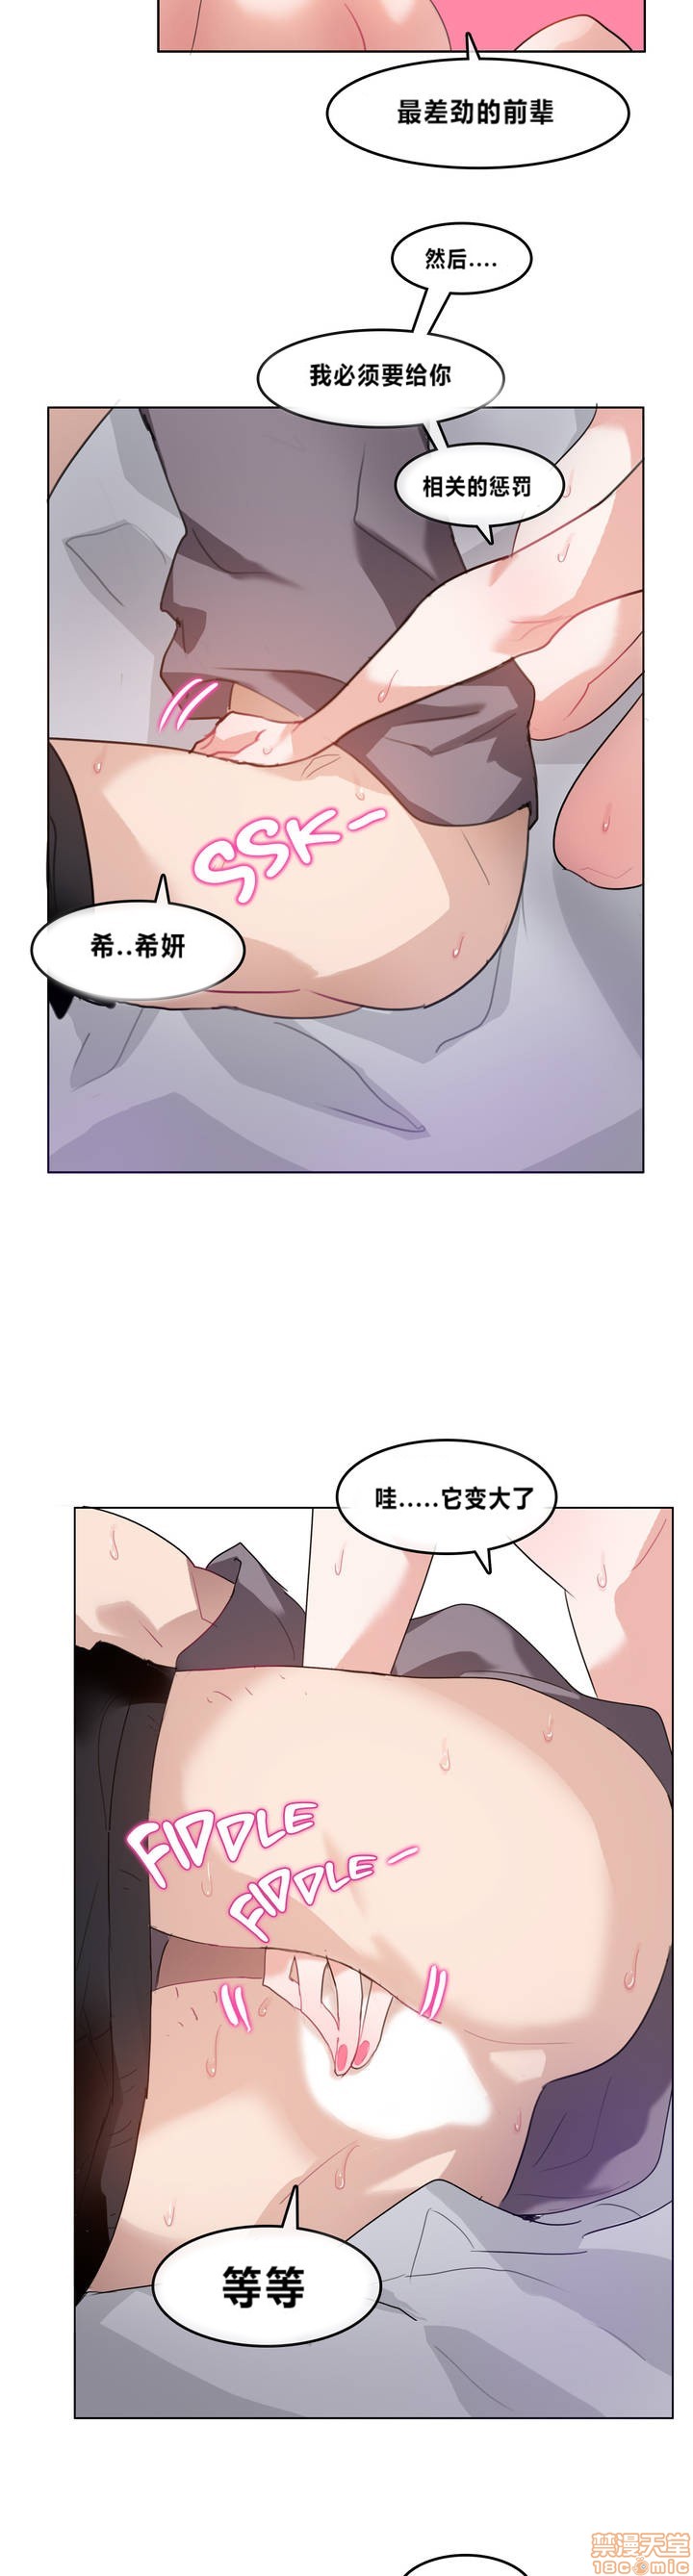 最差劲的前辈
然后....
我必须要给你
相关的惩罚
SSK-
希..希妍
哇.....它变大了
FIDDLE
FIDDLE-
等等
禁漫天堂
18comic